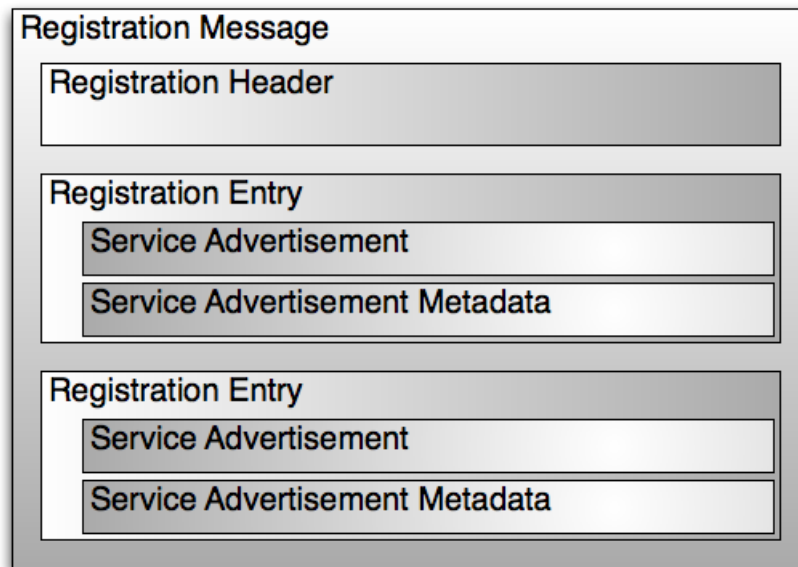 Registration Message
Registration Header
Registration Entry
Service Advertisement
Service Advertisement Metadata
Registration Entry
Service Advertisement
Service Advertisement Metadata